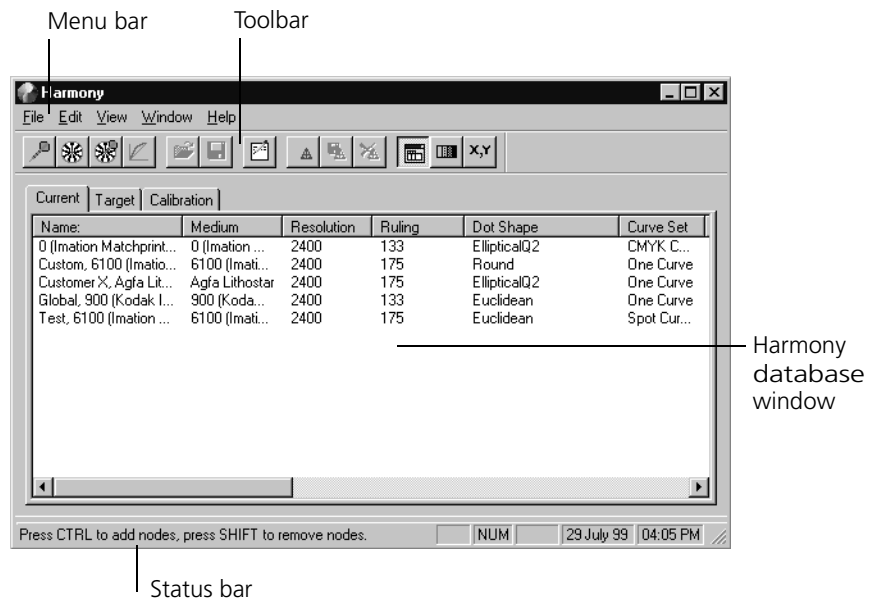 Menu bar Toolbar
Harmony
File Edit View Window Help
X,Y
Current Target Calibration
Name: Medium Resolution Ruling Dot Shape Curve Set
0 (Imation Matchprint... 0 (Imation ... 2400 133 EllipticalQ2 CMYK C...
Custom, 6100 (Imatio... 6100 (Imati... 2400 175 Round One Curve
Customer X, Agfa Lit... Agfa Lithostar 2400 175 EllipticalQ2 One Curve
Global, 900 (Kodak I... 900 (Koda... 2400 133 Euclidean One Curve
Test, 6100 (Imation ... 6100 (Imati... 2400 175 Euclidean Spot Cur...
Harmony
database
window
Press CTRL to add nodes, press SHIFT to remove nodes. NUM 29 July 99 04:05 PM
Status bar